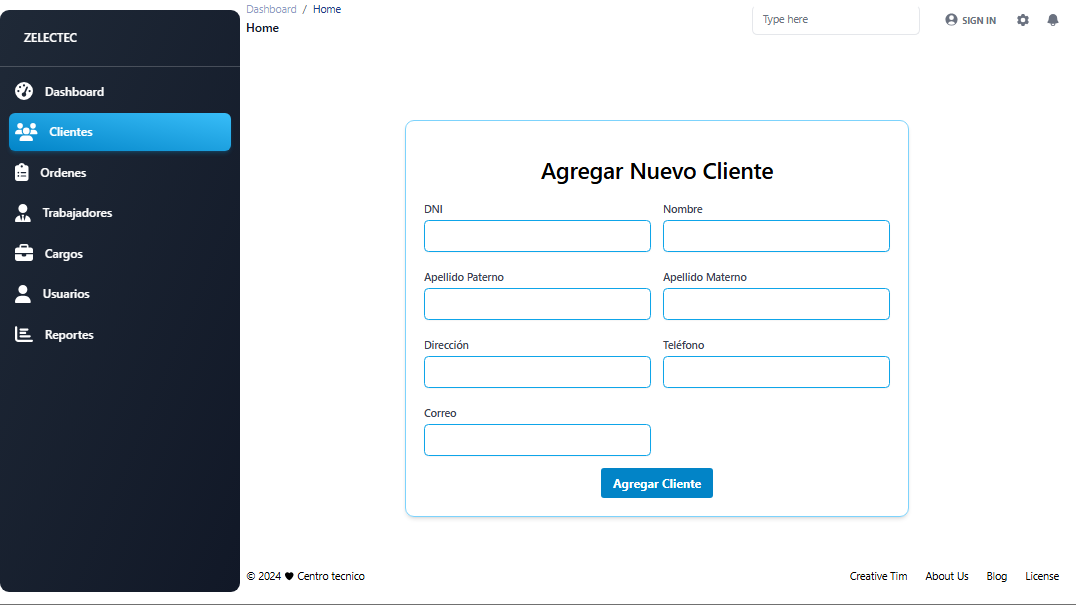 ZELECTEC
Dashboard
Clientes
Ordenes
Trabajadores
Cargos
Usuarios
Reportes
Dashboard / Home
Home
Type here
SIGN IN
Agregar Nuevo Cliente
DNI
Nombre
Apellido Paterno
Apellido Materno
Dirección
Teléfono
Correo
Agregar Cliente
© 2024 ♥ Centro tecnico
Creative Tim About Us Blog License